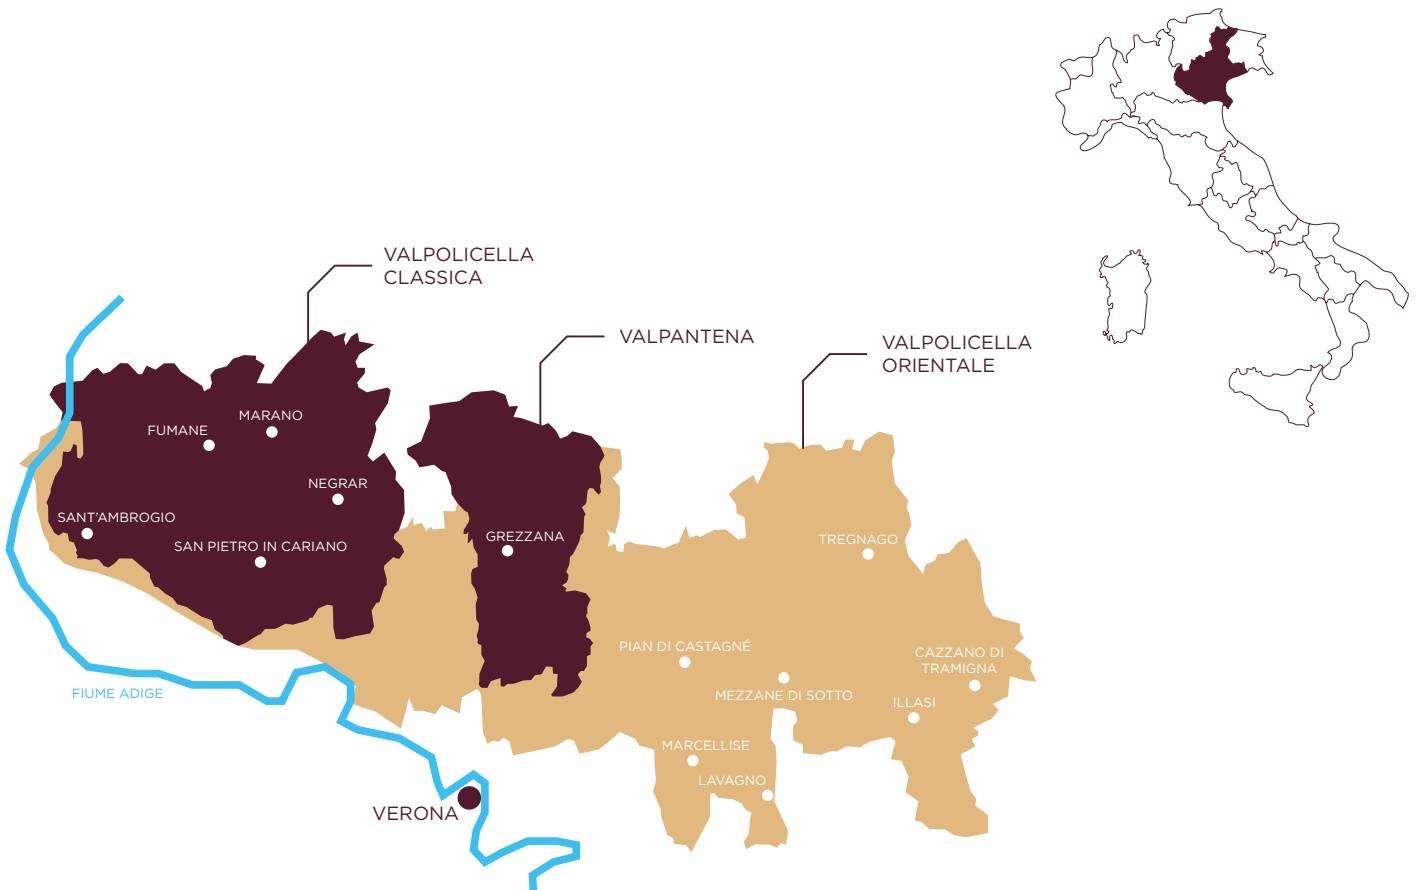 VALPOLICELLA
CLASSICA
VALPANTENA
VALPOLICELLA
ORIENTALE
MARANO
FUMANE
NEGRAR
SANT'AMBROGIO
SAN PIETRO IN CARIANO
GREZZANA
TREGNAGO
PIAN DI CASTAGNÉ
CAZZANO DI
TRAMIGNA
MEZZANE DI SOTTO
ILLASI
FIUME ADIGE
MARCELLISE
LAVAGNO
VERONA